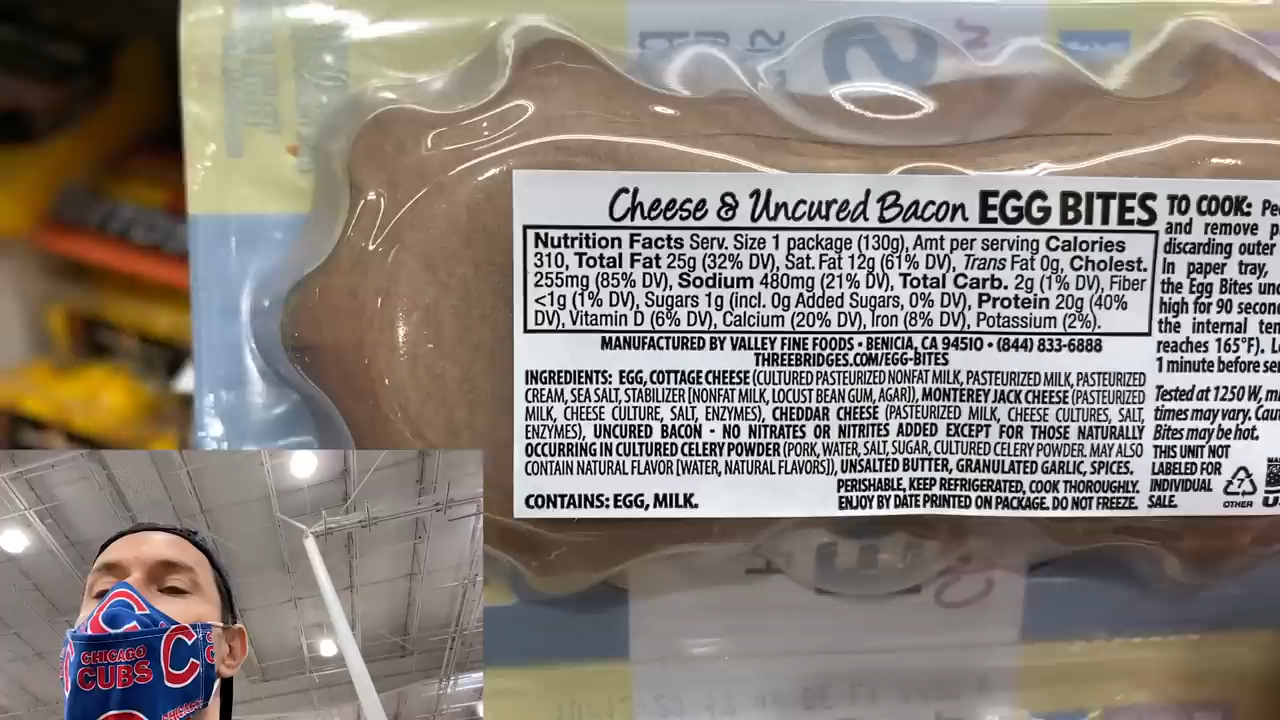 Cheese & Uncured Bacon EGG BITES
Nutrition Facts Serv. Size 1 package (130g), Amt per serving Calories
310, Total Fat 25g (32% DV), Sat. Fat 12g (61% DV), Trans Fat 0g, Cholest.
255mg (85% DV), Sodium 480mg (21% DV), Total Carb. 2g (1% DV), Fiber
<1g (1% DV), Sugars 1g (incl. 0g Added Sugars, 0% DV), Protein 20g (40%
DV), Vitamin D (6% DV), Calcium (20% DV), Iron (8% DV), Potassium (2%).
MANUFACTURED BY VALLEY FINE FOODS • BENICIA, CA 94510 • (844) 833-6888
THREEBRIDGES.COM/EGG-BITES
INGREDIENTS: EGG, COTTAGE CHEESE (CULTURED PASTEURIZED NONFAT MILK, PASTEURIZED MILK, PASTEURIZED
CREAM, SEA SALT, STABILIZER [NONFAT MILK, LOCUST BEAN GUM, AGAR]), MONTEREY JACK CHEESE (PASTEURIZED
MILK, CHEESE CULTURE, SALT, ENZYMES), CHEDDAR CHEESE (PASTEURIZED MILK, CHEESE CULTURES, SALT,
ENZYMES), UNCURED BACON - NO NITRATES OR NITRITES ADDED EXCEPT FOR THOSE NATURALLY
OCCURRING IN CULTURED CELERY POWDER (PORK, WATER, SALT, SUGAR, CULTURED CELERY POWDER. MAY ALSO
CONTAIN NATURAL FLAVOR [WATER, NATURAL FLAVORS]), UNSALTED BUTTER, GRANULATED GARLIC, SPICES.
PERISHABLE, KEEP REFRIGERATED, COOK THOROUGHLY.
CONTAINS: EGG, MILK.
ENJOY BY DATE PRINTED ON PACKAGE. DO NOT FREEZE.
TO COOK:
and remove
discarding outer
In paper tray,
the Egg Bites
high for 90 seconds
the internal
reaches 165°F).
1 minute before
Tested at 1250 W,
times may vary.
Bites may be hot.
THIS UNIT NOT
LABELED FOR
INDIVIDUAL
SALE.
7
OTHER
CHICAGO
CUBS
C
CHICAGO